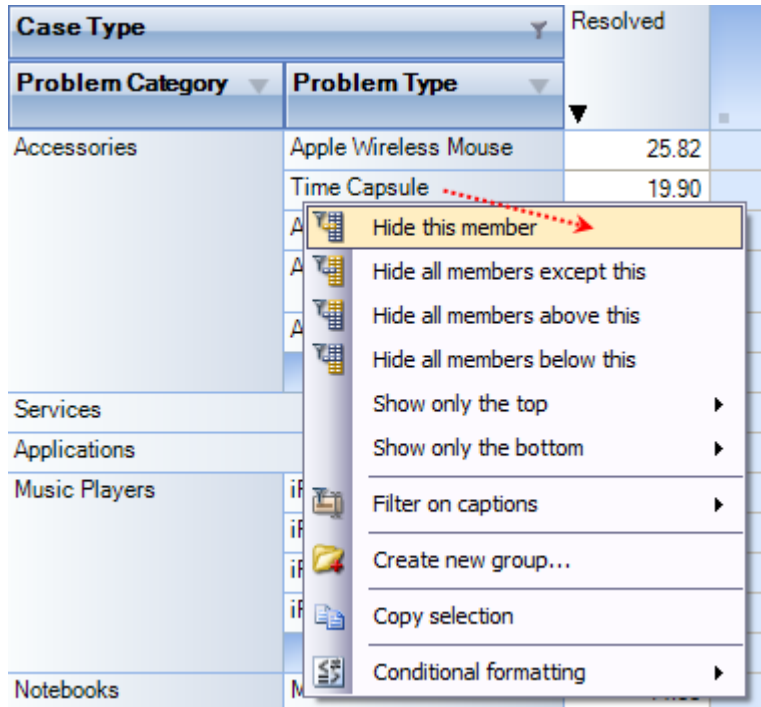 Case Type
Resolved
Problem Category
Problem Type
Accessories
Apple Wireless Mouse
25.82
Time Capsule
19.90
Hide this member
Hide all members except this
Hide all members above this
Hide all members below this
Services
Show only the top
Applications
Show only the bottom
Music Players
Filter on captions
Create new group...
Copy selection
Conditional formatting
Notebooks